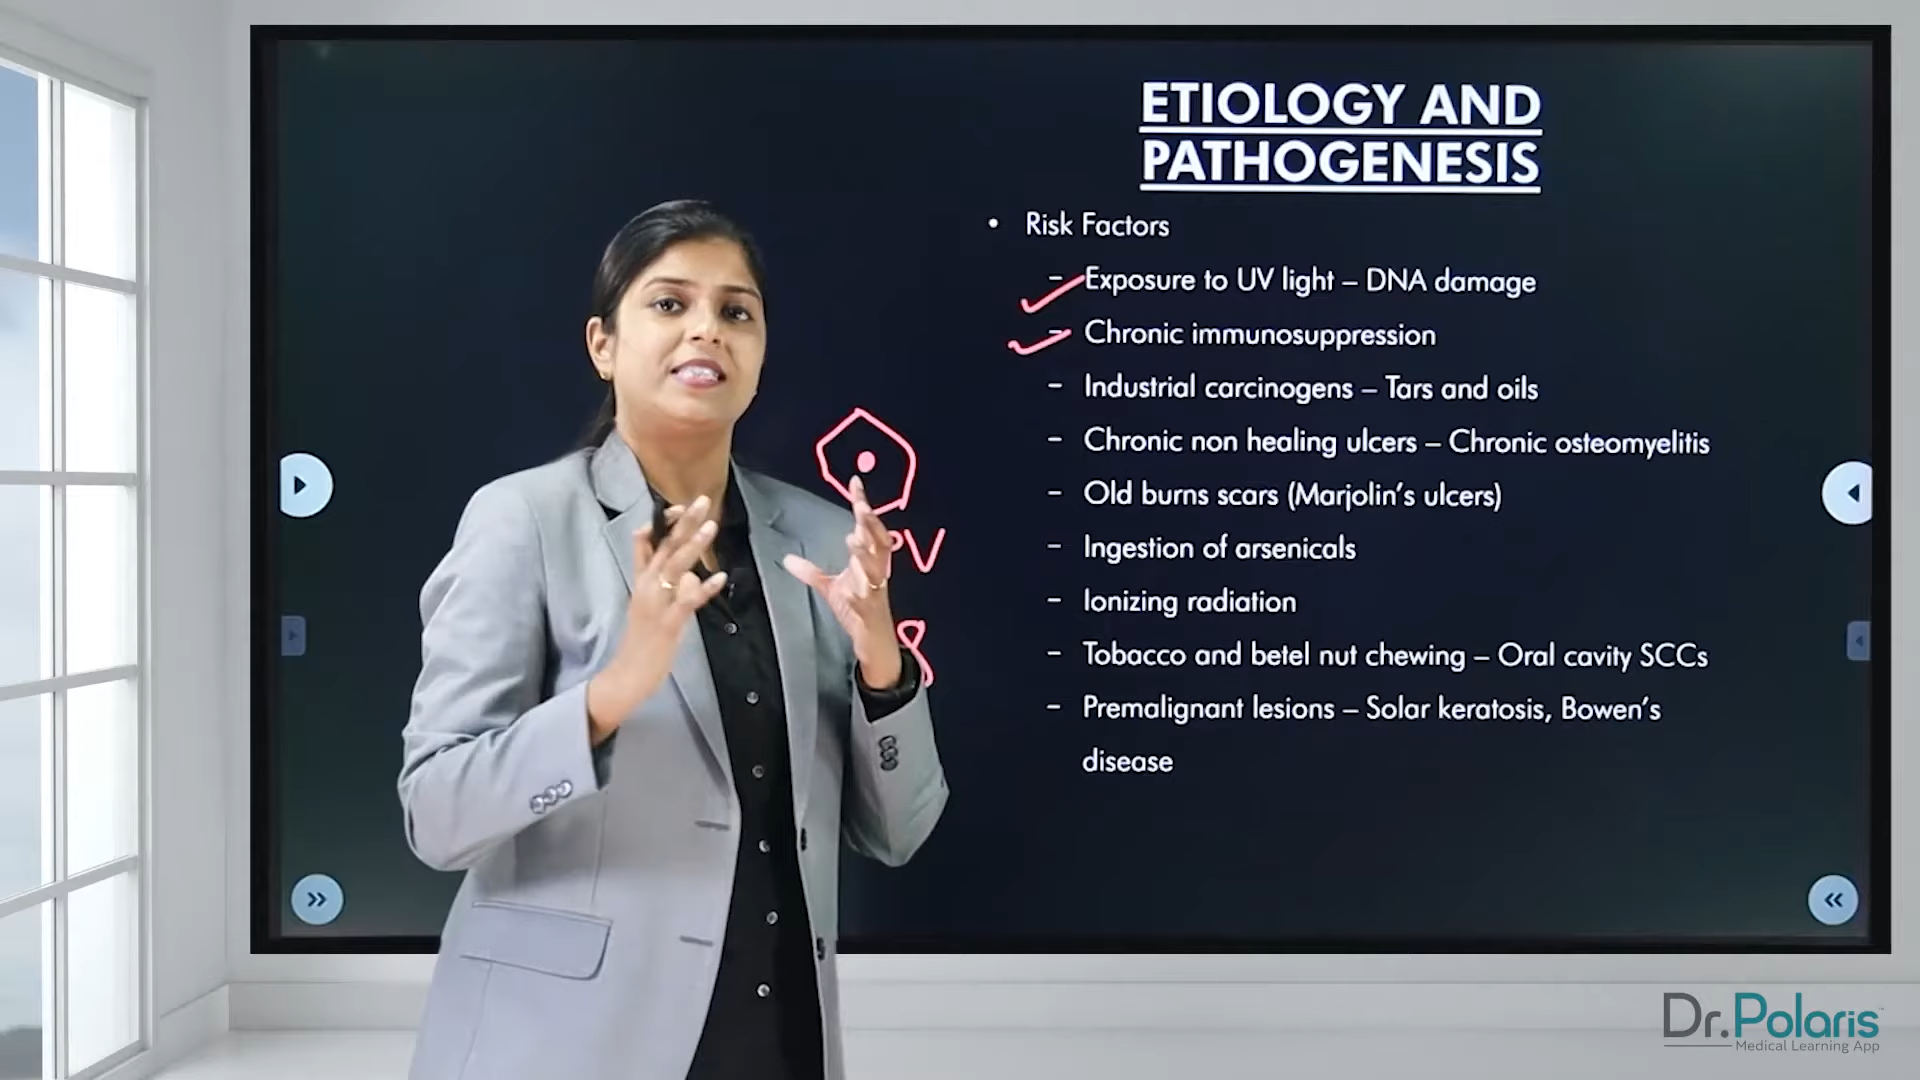 ETIOLOGY AND
PATHOGENESIS
• Risk Factors
– Exposure to UV light – DNA damage
– Chronic immunosuppression
– Industrial carcinogens – Tars and oils
– Chronic non healing ulcers – Chronic osteomyelitis
– Old burns scars (Marjolin's ulcers)
– Ingestion of arsenicals
– Ionizing radiation
– Tobacco and betel nut chewing – Oral cavity SCCs
– Premalignant lesions – Solar keratosis, Bowen's
disease
PV
8
Dr.Polaris
Medical Learning App